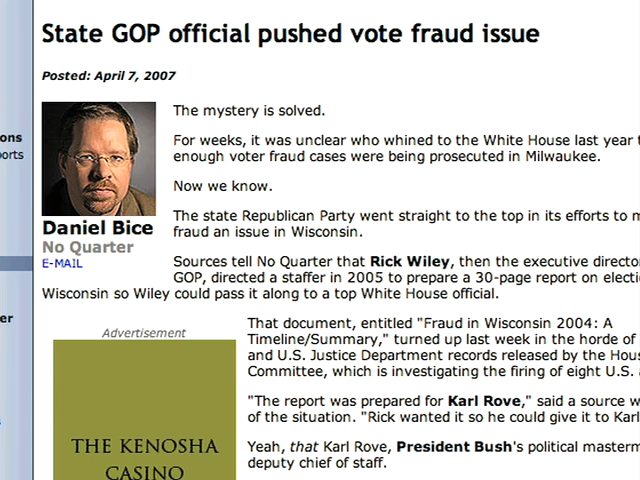 State GOP official pushed vote fraud issue
Posted: April 7, 2007
ons
orts
The mystery is solved.
For weeks, it was unclear who whined to the White House last year
enough voter fraud cases were being prosecuted in Milwaukee.
Now we know.
The state Republican Party went straight to the top in its efforts to m
fraud an issue in Wisconsin.
Daniel Bice
No Quarter
E-MAIL
Sources tell No Quarter that Rick Wiley, then the executive directo
GOP, directed a staffer in 2005 to prepare a 30-page report on electi
Wisconsin so Wiley could pass it along to a top White House official.
er
Advertisement
THE KENOSHA
CASINO
That document, entitled "Fraud in Wisconsin 2004: A
Timeline/Summary," turned up last week in the horde of
and U.S. Justice Department records released by the Hous
Committee, which is investigating the firing of eight U.S.
"The report was prepared for Karl Rove," said a source w
of the situation. "Rick wanted it so he could give it to Karl
Yeah, that Karl Rove, President Bush's political masterm
deputy chief of staff.